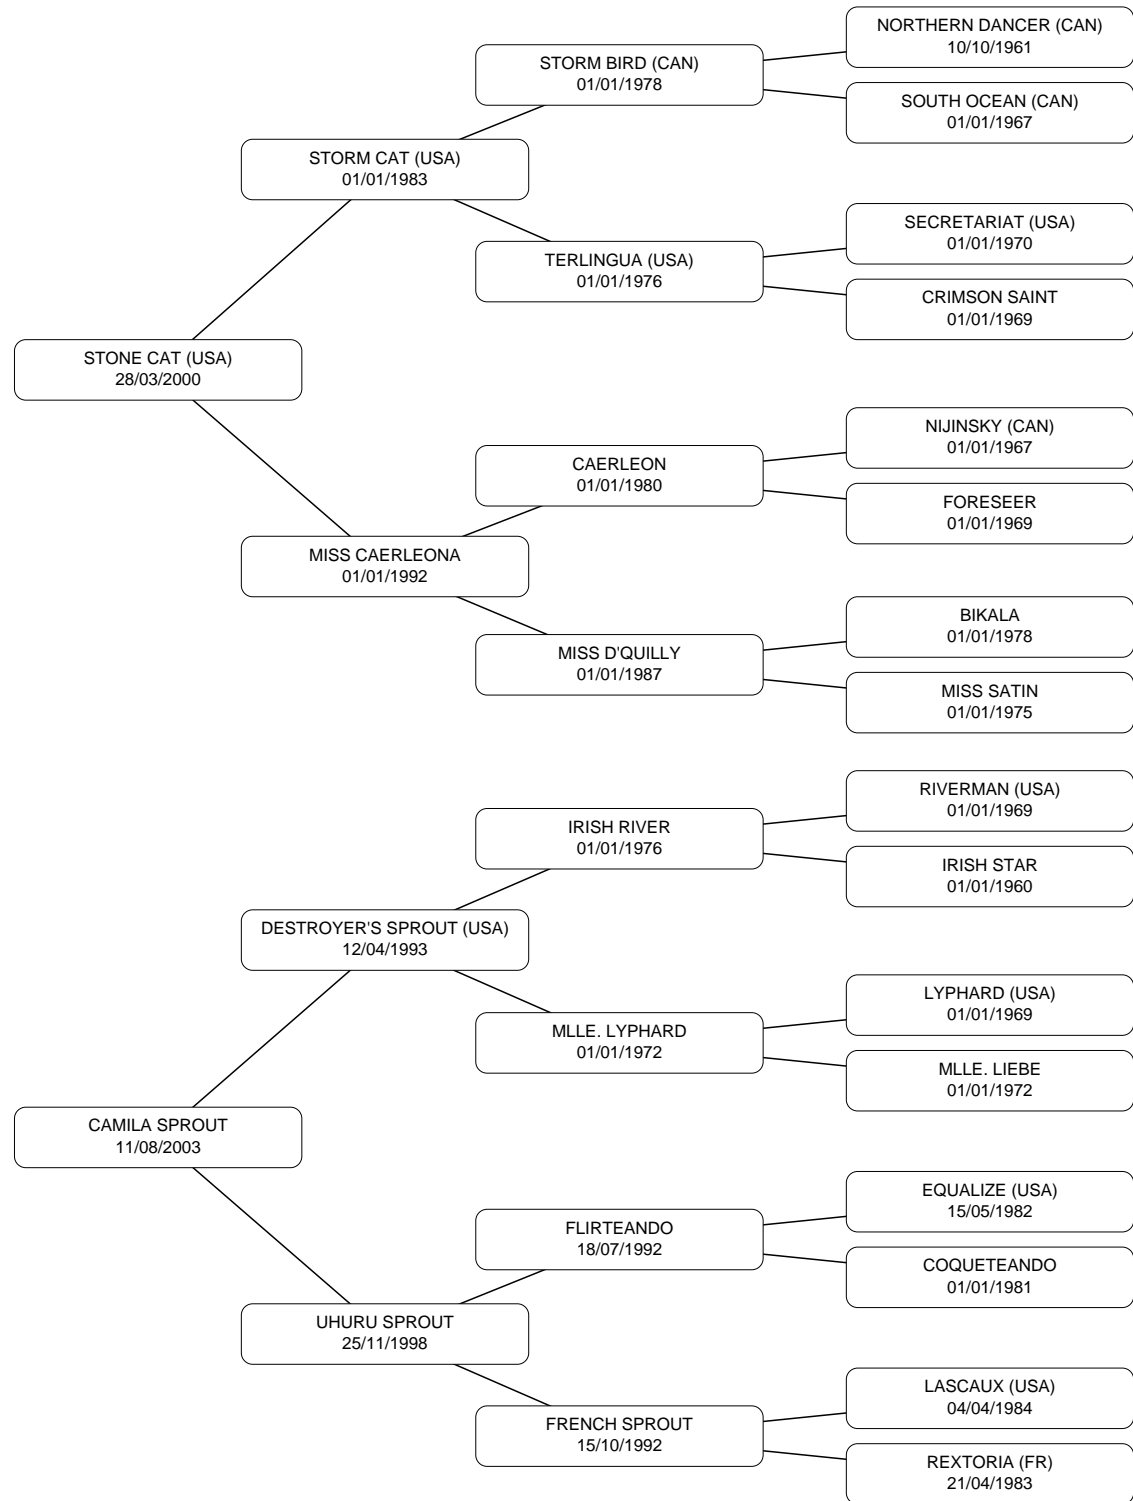 NORTHERN DANCER (CAN)
10/10/1961
STORM BIRD (CAN)
01/01/1978
SOUTH OCEAN (CAN)
01/01/1967
STORM CAT (USA)
01/01/1983
SECRETARIAT (USA)
01/01/1970
TERLINGUA (USA)
01/01/1976
CRIMSON SAINT
01/01/1969
STONE CAT (USA)
28/03/2000
NIJINSKY (CAN)
01/01/1967
CAERLEON
01/01/1980
FORESEER
01/01/1969
MISS CAERLEONA
01/01/1992
BIKALA
01/01/1978
MISS D'QUILLY
01/01/1987
MISS SATIN
01/01/1975
RIVERMAN (USA)
01/01/1969
IRISH RIVER
01/01/1976
IRISH STAR
01/01/1960
DESTROYER'S SPROUT (USA)
12/04/1993
LYPHARD (USA)
01/01/1969
MLLE. LYPHARD
01/01/1972
MLLE. LIEBE
01/01/1972
CAMILA SPROUT
11/08/2003
EQUALIZE (USA)
15/05/1982
FLIRTEANDO
18/07/1992
COQUETEANDO
01/01/1981
UHURU SPROUT
25/11/1998
LASCAUX (USA)
04/04/1984
FRENCH SPROUT
15/10/1992
REXTORIA (FR)
21/04/1983